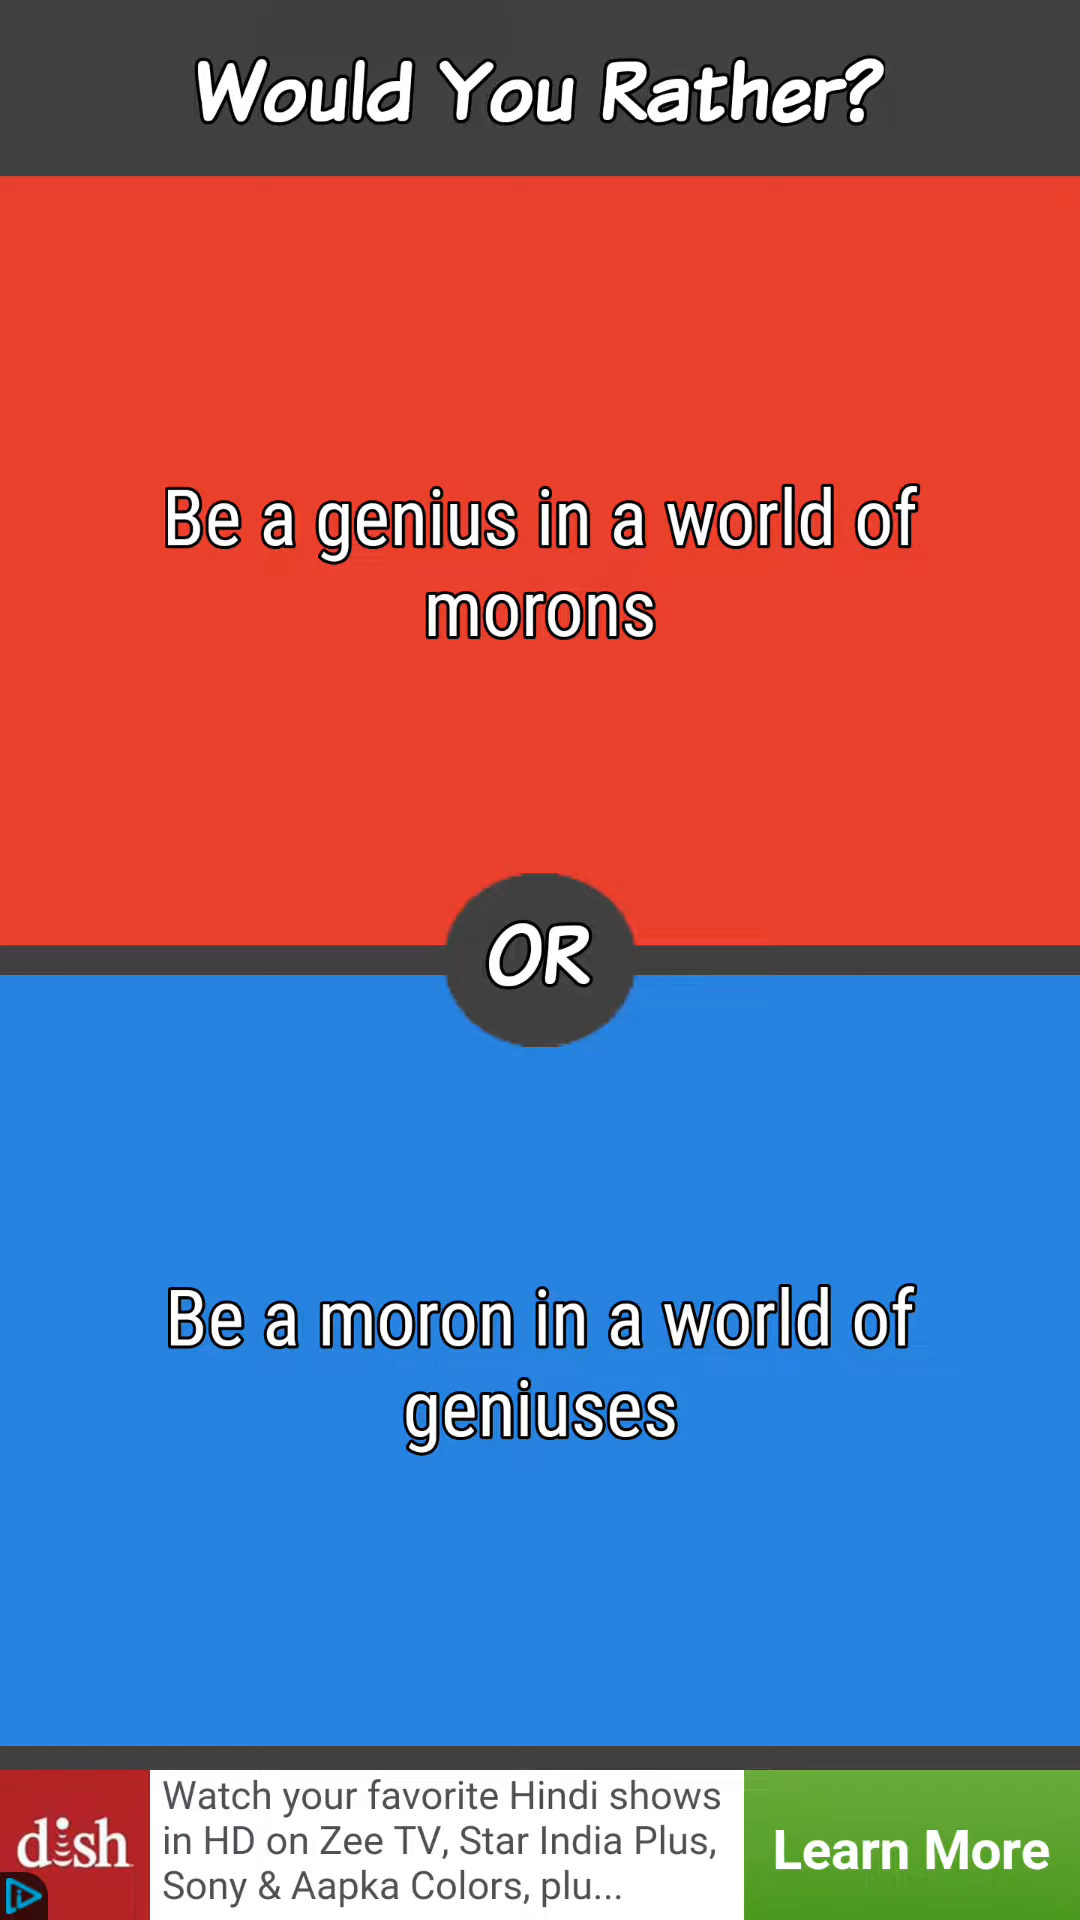 Would You Rather?
Be a genius in a world of
morons
OR
Be a moron in a world of
geniuses
dish
Watch your favorite Hindi shows
in HD on Zee TV, Star India Plus,
Sony & Aapka Colors, plu...
Learn More